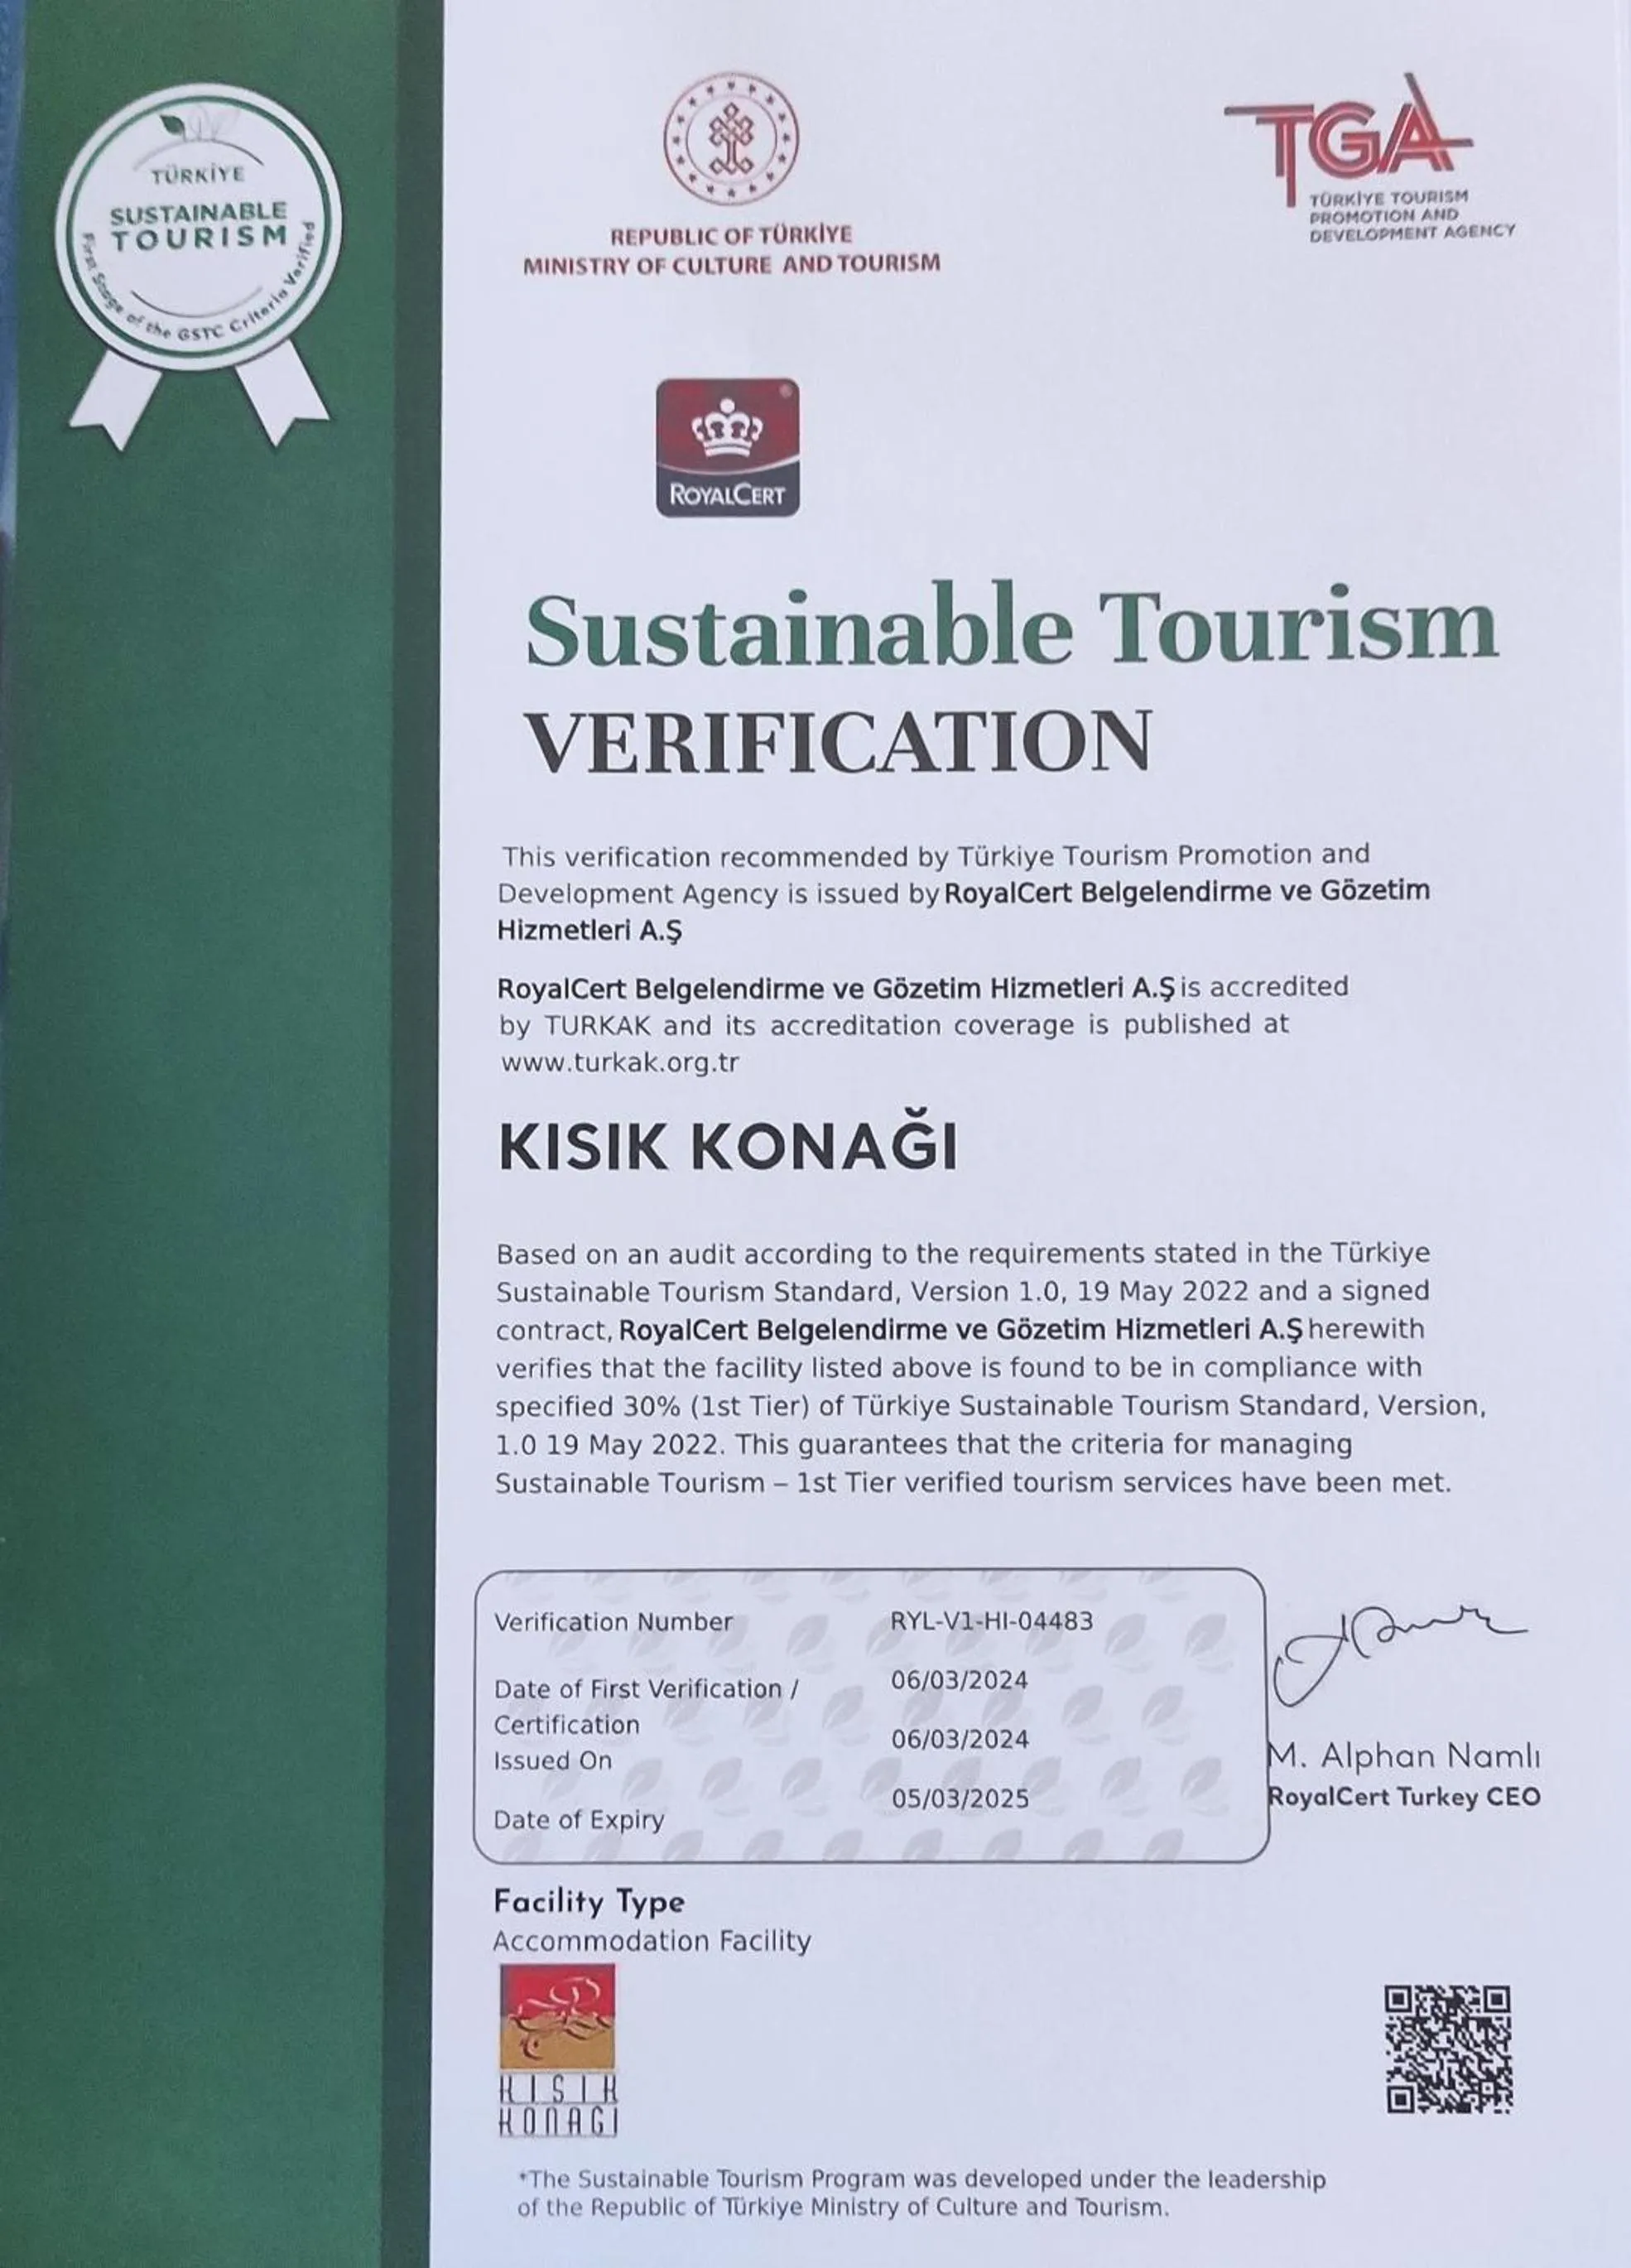 TÜRKİYE
SUSTAINABLE
TOURISM
First Stage of the GSTC Criteria Verified
REPUBLIC OF TÜRKİYE
MINISTRY OF CULTURE AND TOURISM
TGA
TÜRKİYE TOURISM
PROMOTION AND
DEVELOPMENT AGENCY
ROYALCERT
Sustainable Tourism
VERIFICATION
This verification recommended by Türkiye Tourism Promotion and
Development Agency is issued by RoyalCert Belgelendirme ve Gözetim
Hizmetleri A.Ş
RoyalCert Belgelendirme ve Gözetim Hizmetleri A.Ş is accredited
by TURKAK and its accreditation coverage is published at
www.turkak.org.tr
KISIK KONAĞI
Based on an audit according to the requirements stated in the Türkiye
Sustainable Tourism Standard, Version 1.0, 19 May 2022 and a signed
contract, RoyalCert Belgelendirme ve Gözetim Hizmetleri A.Ş herewith
verifies that the facility listed above is found to be in compliance with
specified 30% (1st Tier) of Türkiye Sustainable Tourism Standard, Version,
1.0 19 May 2022. This guarantees that the criteria for managing
Sustainable Tourism – 1st Tier verified tourism services have been met.
Verification Number RYL-V1-HI-04483
Date of First Verification / 06/03/2024
Certification
Issued On 06/03/2024
Date of Expiry 05/03/2025
M. Alphan Namlı
RoyalCert Turkey CEO
Facility Type
Accommodation Facility
KISIK
KONAGI
*The Sustainable Tourism Program was developed under the leadership
of the Republic of Türkiye Ministry of Culture and Tourism.